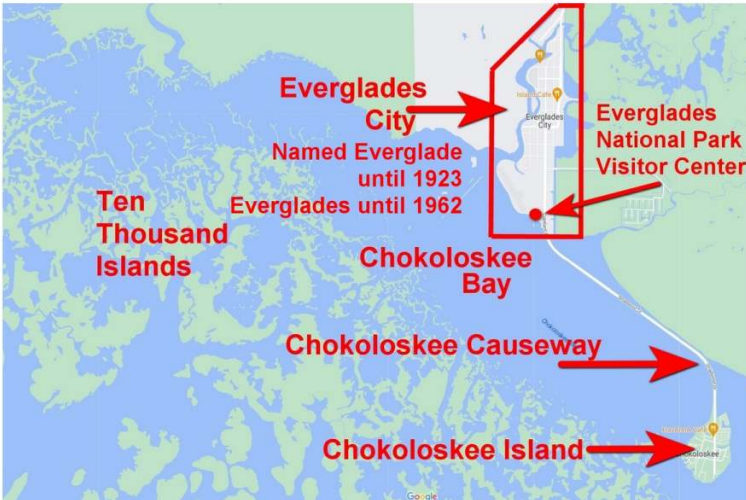 Everglades
City
Named Everglade
until 1923
Everglades until 1962
Island Cafe
Everglades
City
Everglades
National Park
Visitor Center
Ten
Thousand
Islands
Chokoloskee
Bay
Chokoloskee Causeway
Chokoloskee Island
Chokoloskee
Google